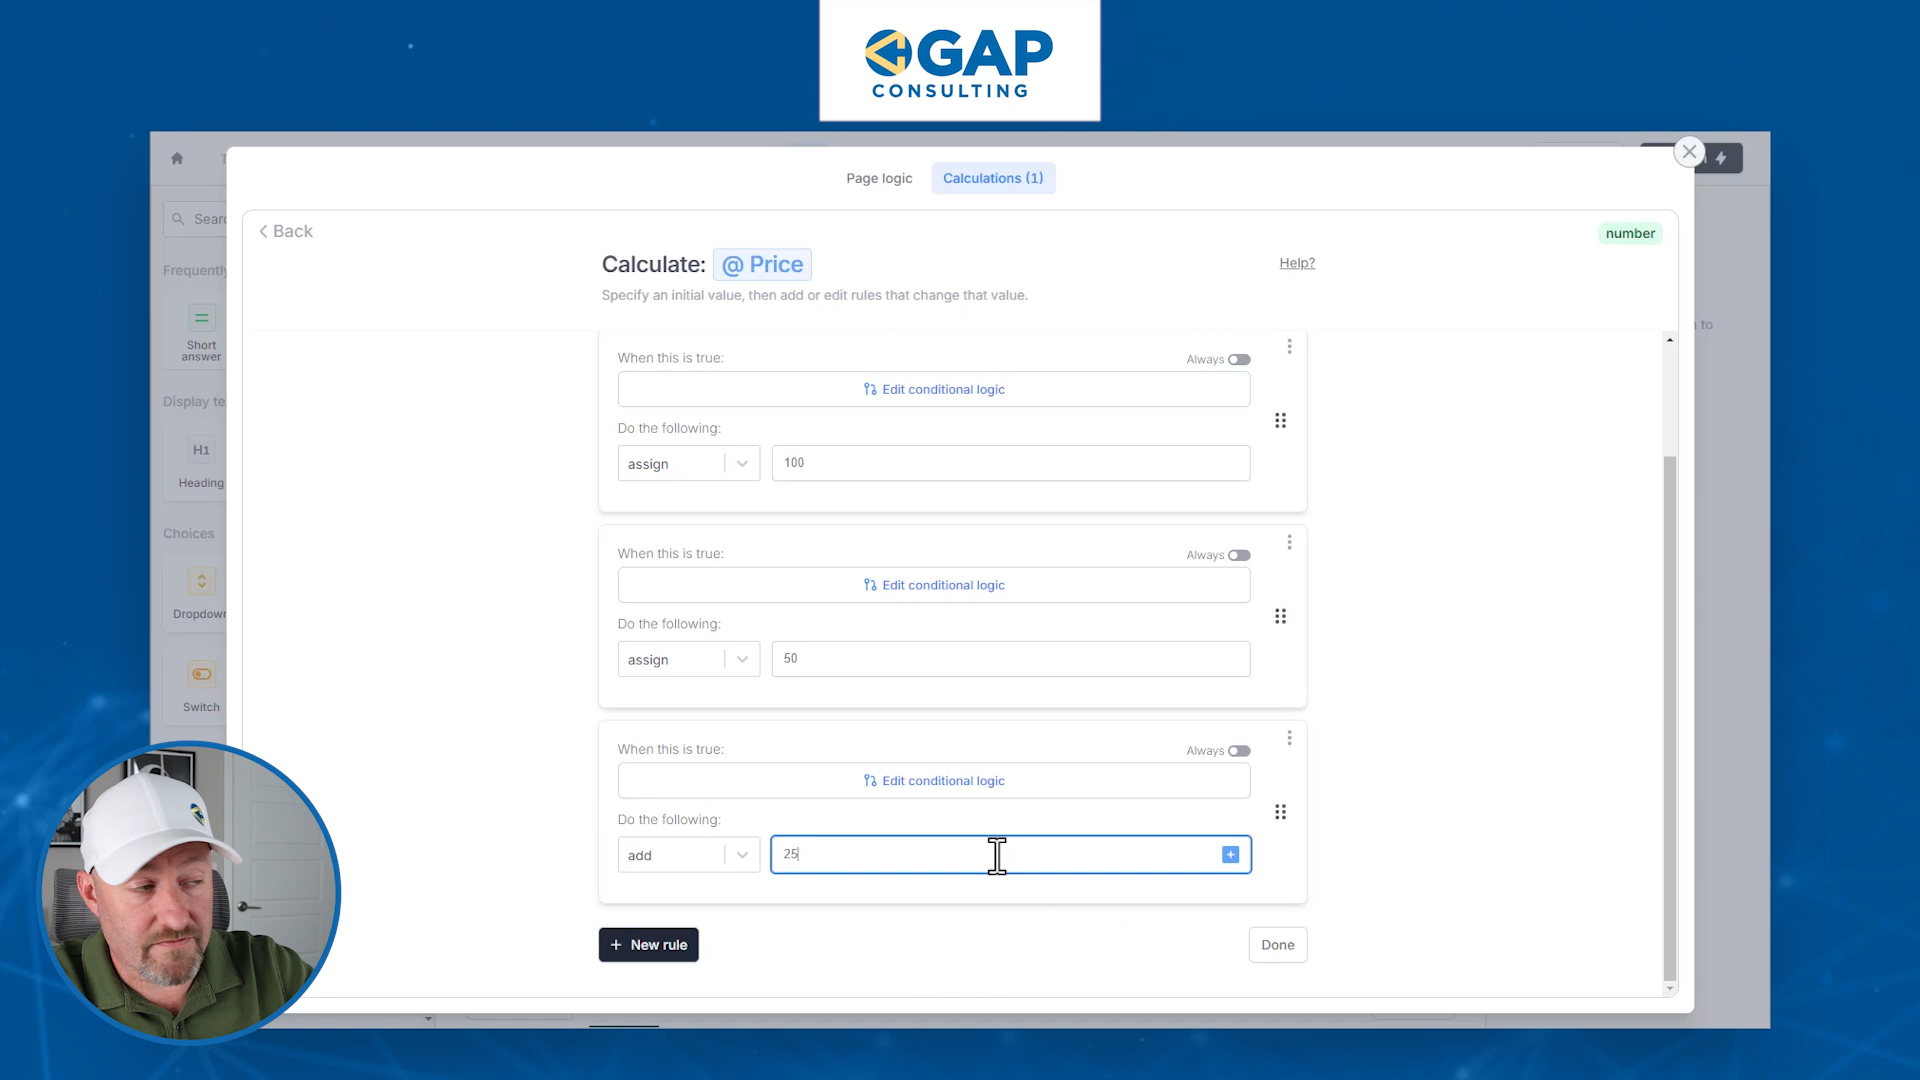 GAP
CONSULTING
Page logic
Calculations (1)
Sear
Back
number
Calculate: @ Price
Help?
Specify an initial value, then add or edit rules that change that value.
Frequently
Short
answer
When this is true:
Always
Edit conditional logic
Display te
Do the following:
H1
Heading
assign
100
Choices
When this is true:
Always
Edit conditional logic
Dropdown
Do the following:
assign
50
Switch
When this is true:
Always
Edit conditional logic
Do the following:
add
25
+ New rule
Done